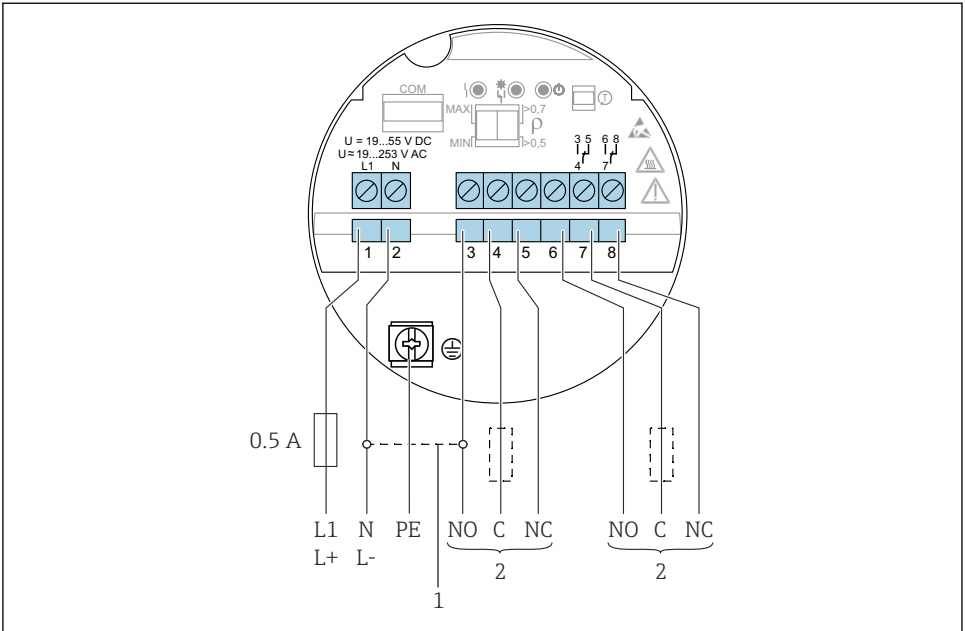 COM
MAX >0,7
ρ
MIN >0,5
T
U = 19...55 V DC
U≈19...253 V AC
L1 N
3 5 6 8
4 7
1 2 3 4 5 6 7 8
0.5 A
L1 N PE NO C NC NO C NC
L+ L-
2 2
1